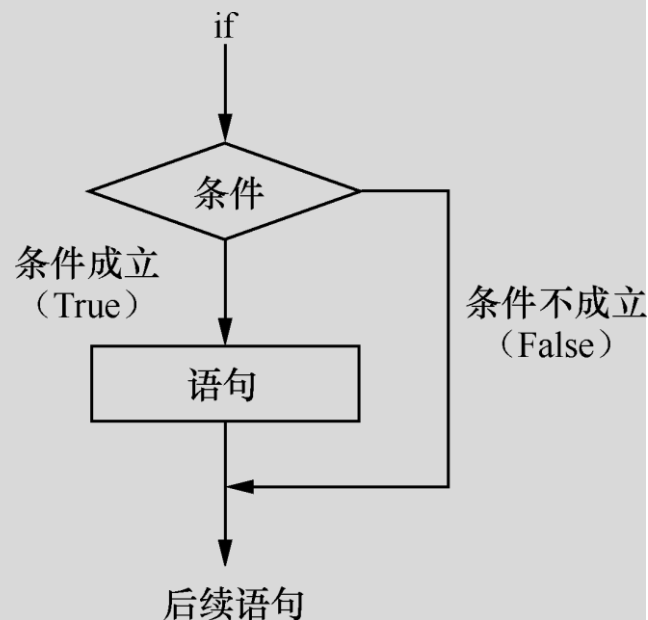 if
条件
条件成立
（True）
条件不成立
（False）
语句
后续语句